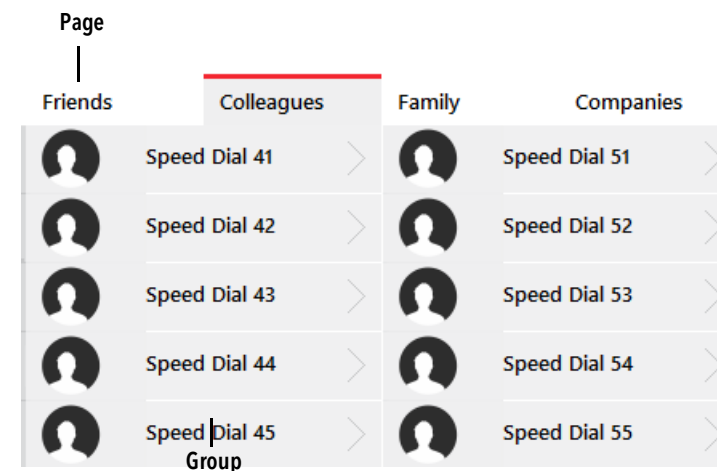 Page
Friends Colleagues Family Companies
Speed Dial 41 Speed Dial 51
Speed Dial 42 Speed Dial 52
Speed Dial 43 Speed Dial 53
Speed Dial 44 Speed Dial 54
Speed Dial 45 Speed Dial 55
Group